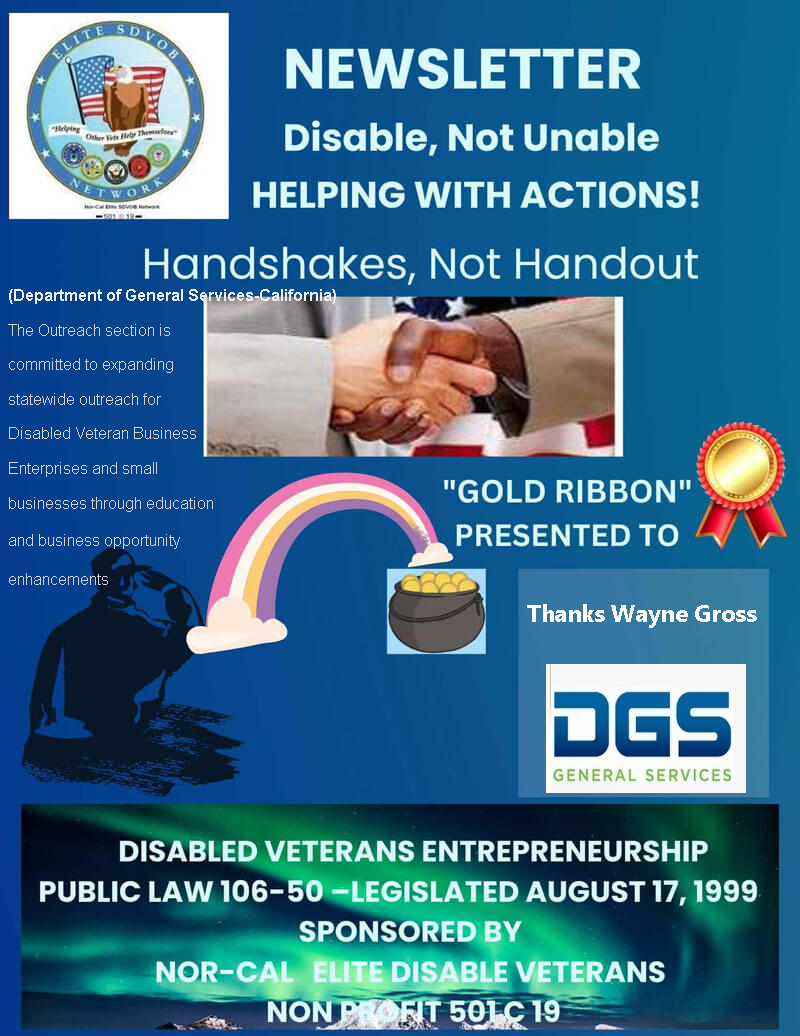 ELITE SDVOB
"Helping Other Vets Help Themselves"
NETWORK
Nor-Cal Elite SDVOB Network
501 C 19
NEWSLETTER
Disable, Not Unable
HELPING WITH ACTIONS!
Handshakes, Not Handout
(Department of General Services-California)
The Outreach section is
committed to expanding
statewide outreach for
Disabled Veteran Business
Enterprises and small
businesses through education
and business opportunity
enhancements
"GOLD RIBBON"
PRESENTED TO
Thanks Wayne Gross
DGS
GENERAL SERVICES
DISABLED VETERANS ENTREPRENEURSHIP
PUBLIC LAW 106-50 –LEGISLATED AUGUST 17, 1999
SPONSORED BY
NOR-CAL ELITE DISABLE VETERANS
NON PROFIT 501 C 19